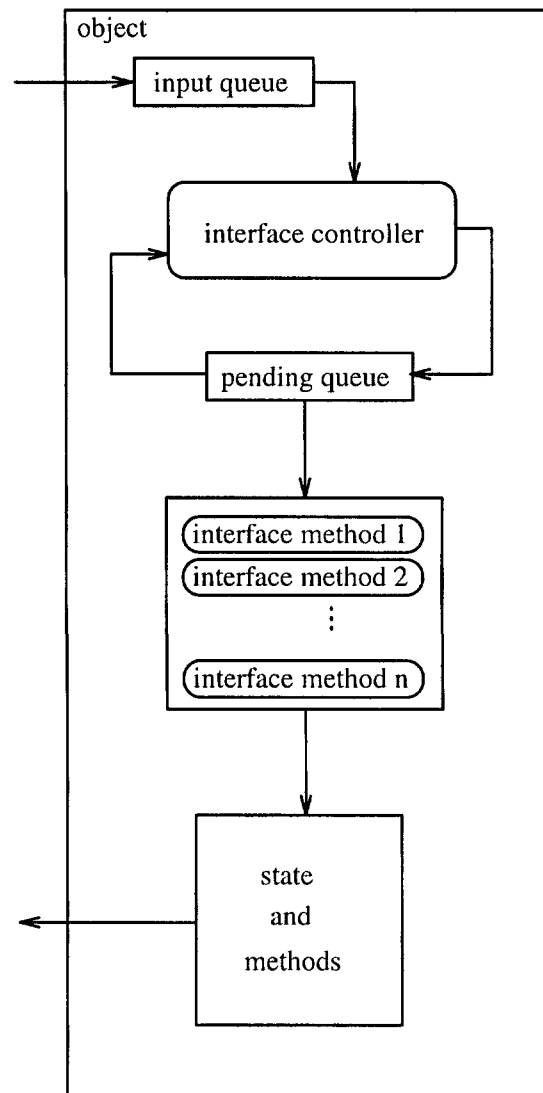 object
input queue
interface controller
pending queue
interface method 1
interface method 2
⋮
interface method n
state
and
methods